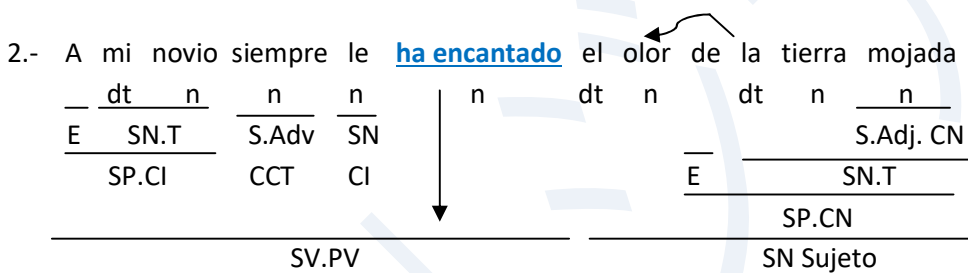 2.- A mi novio siempre le ha encantado el olor de la tierra mojada
dt n n n n dt n dt n n
E SN.T S.Adv SN S.Adj. CN
SP.CI CCT CI E SN.T
SP.CN
SV.PV SN Sujeto